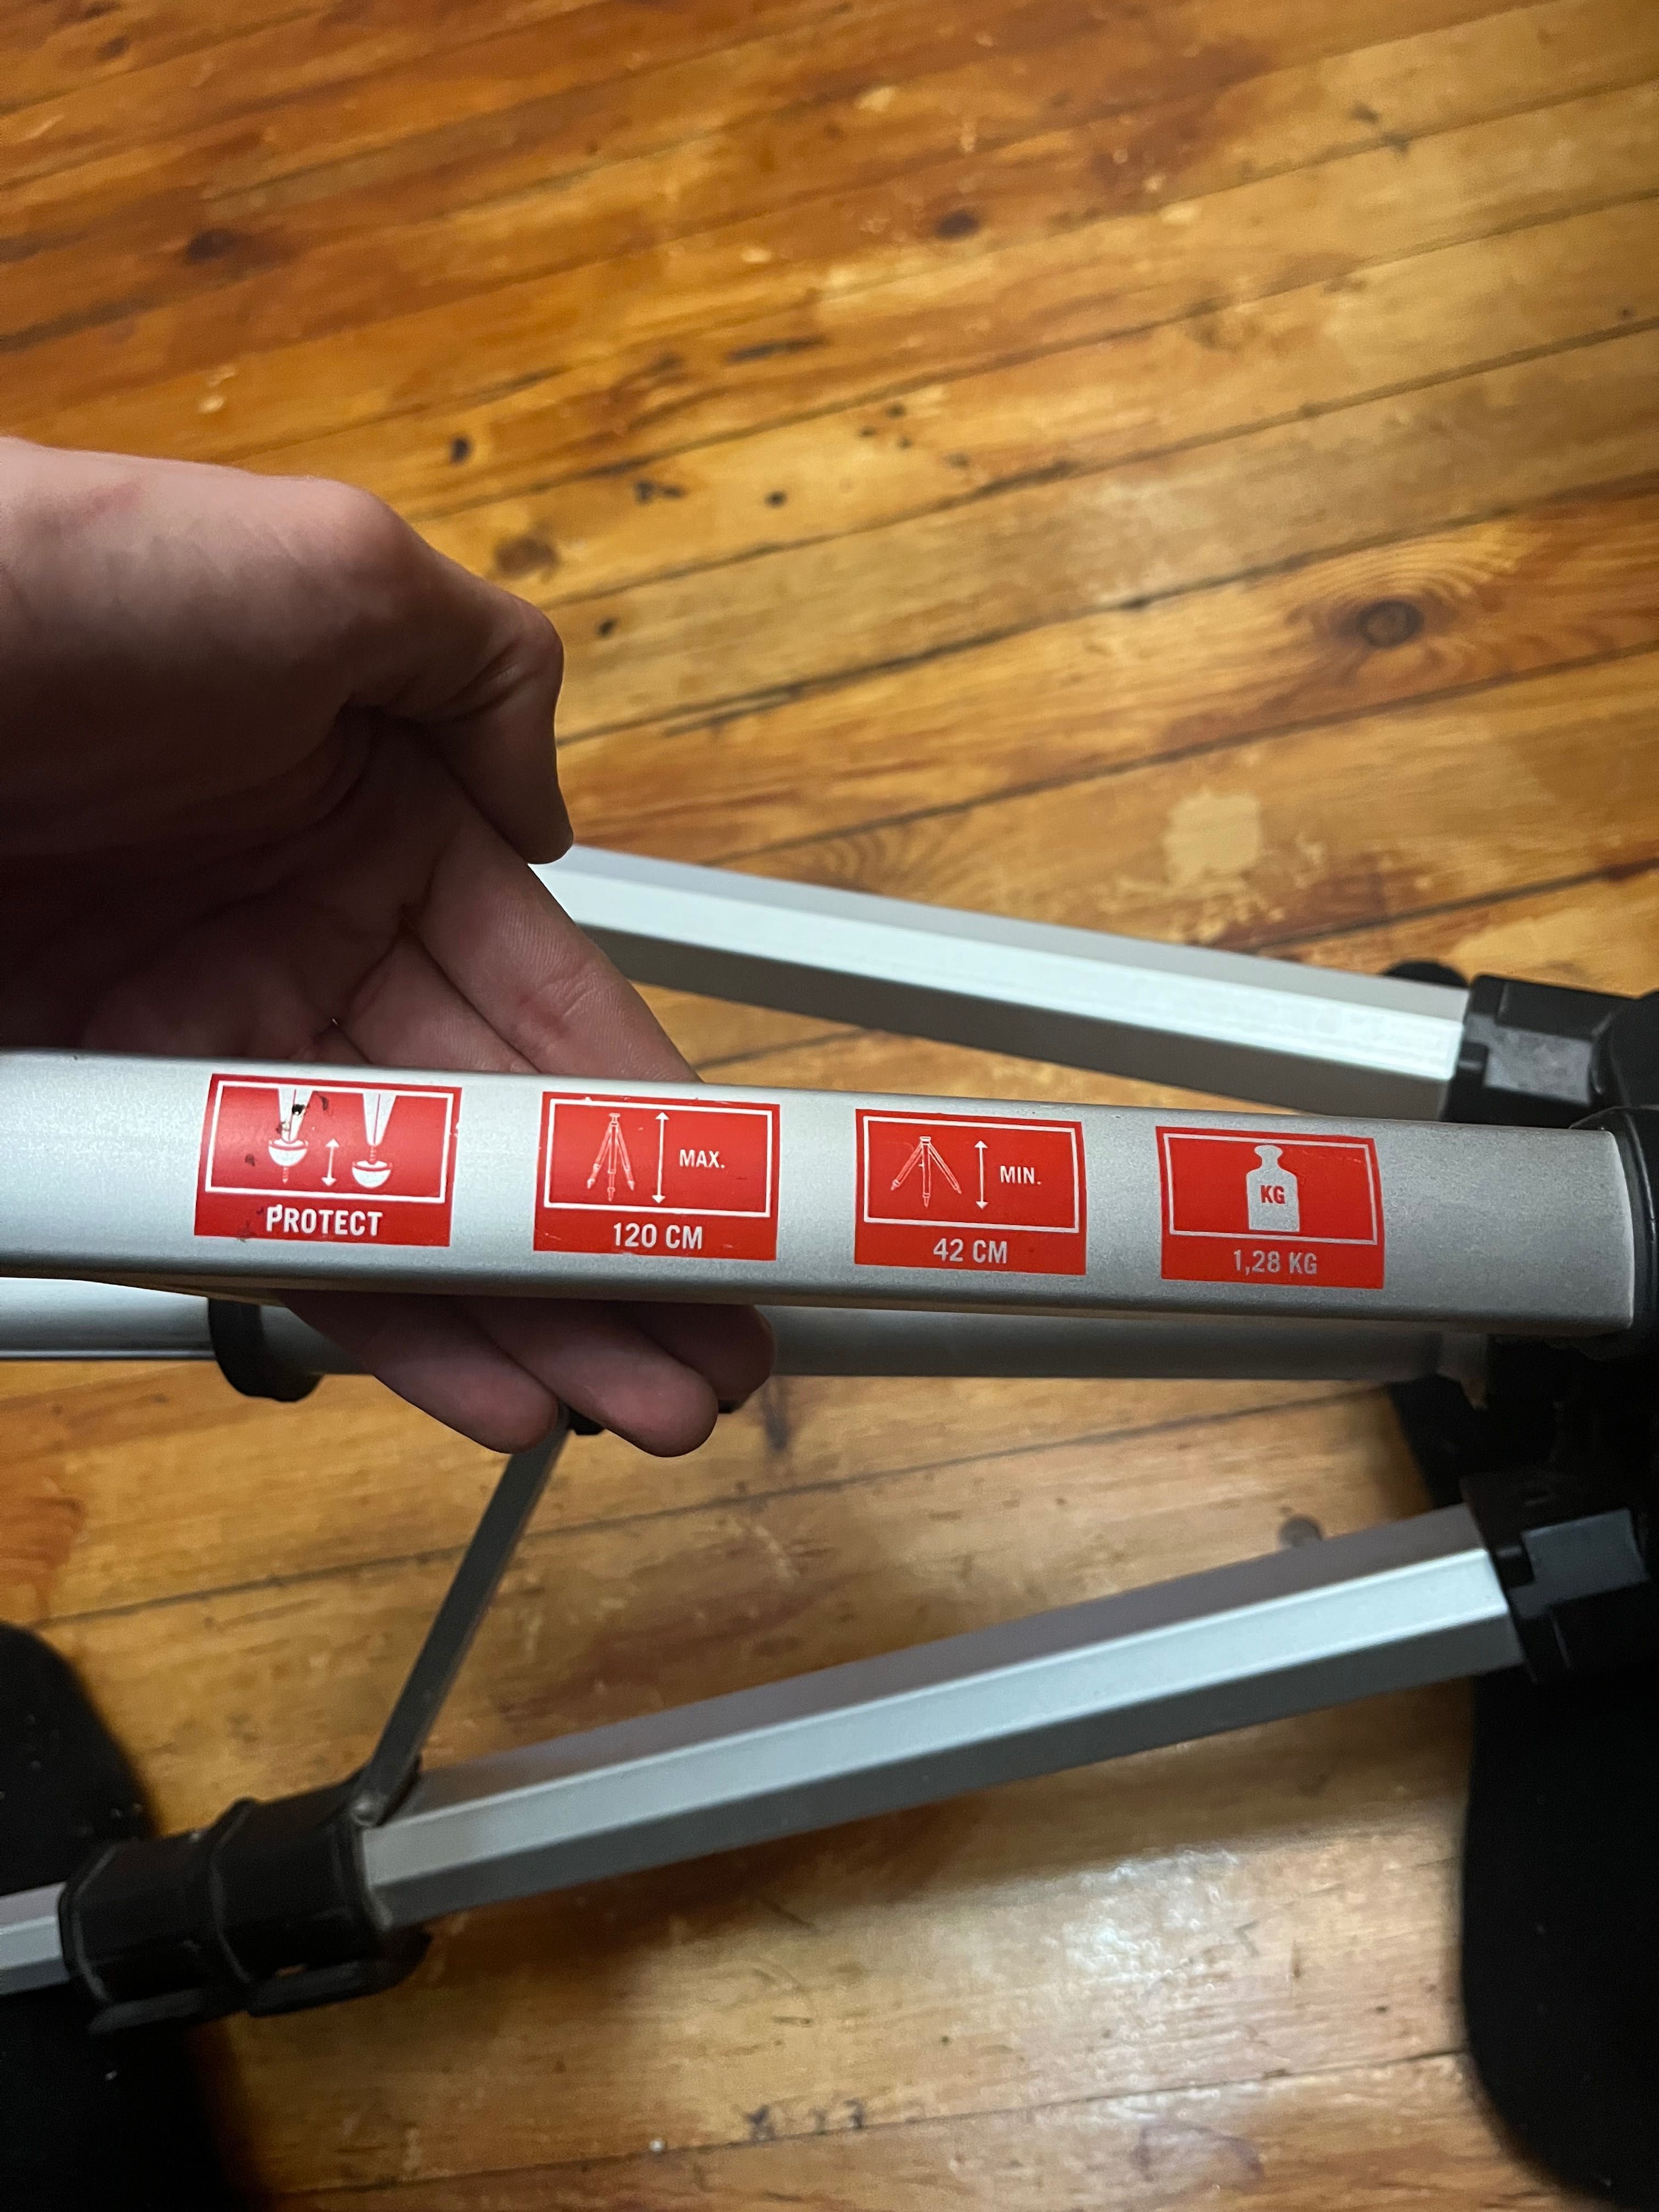 PROTECT
MAX.
120 CM
MIN.
42 CM
KG
1,28 KG